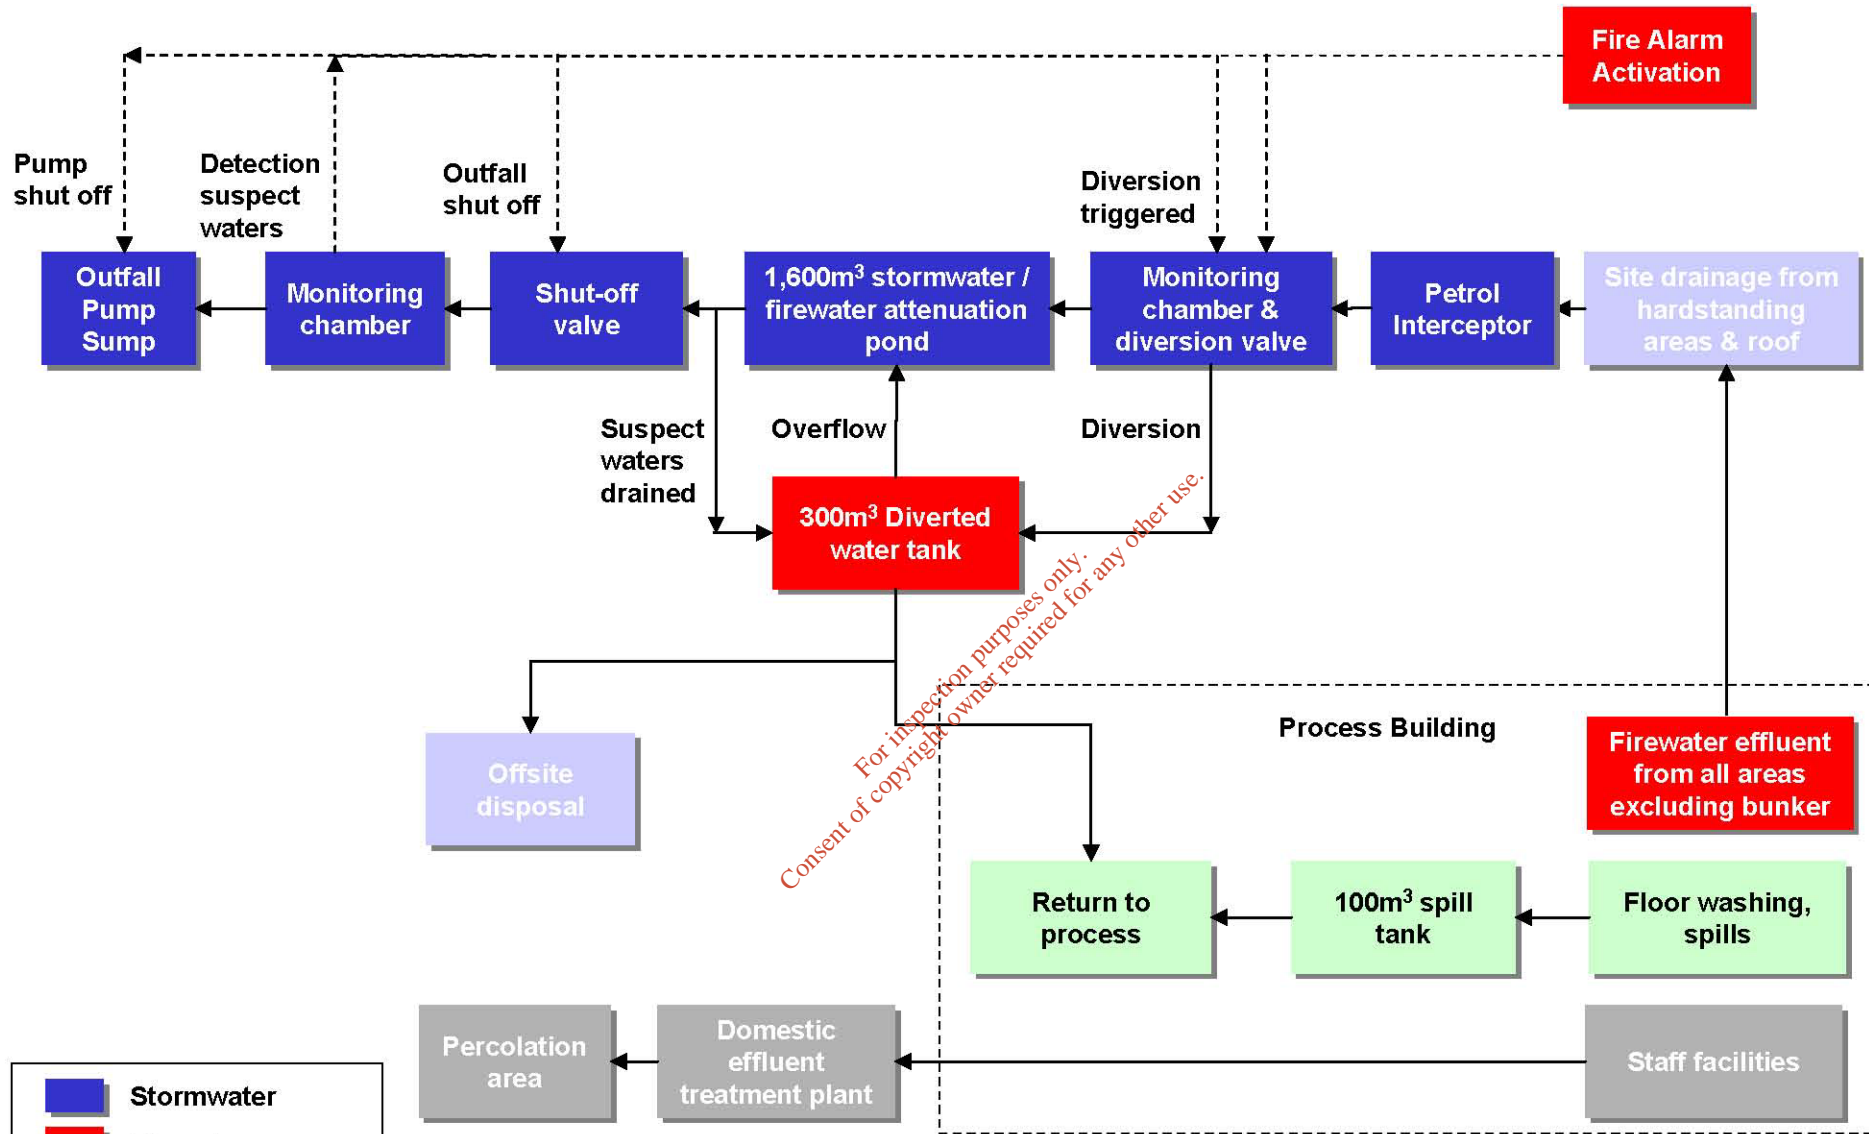 Fire Alarm
Activation
Pump
shut off
Detection
suspect
waters
Outfall
shut off
Diversion
triggered
Outfall
Pump
Sump
Monitoring
chamber
Shut-off
valve
1,600m³ stormwater /
firewater attenuation
pond
Monitoring
chamber &
diversion valve
Petrol
Interceptor
Site drainage from
hardstanding
areas & roof
Suspect
waters
drained
Overflow
Diversion
300m³ Diverted
water tank
For inspection purposes only.
Consent of copyright owner required for any other use.
Process Building
Offsite
disposal
Firewater effluent
from all areas
excluding bunker
Return to
process
100m³ spill
tank
Floor washing,
spills
Percolation
area
Domestic
effluent
treatment plant
Staff facilities
Stormwater